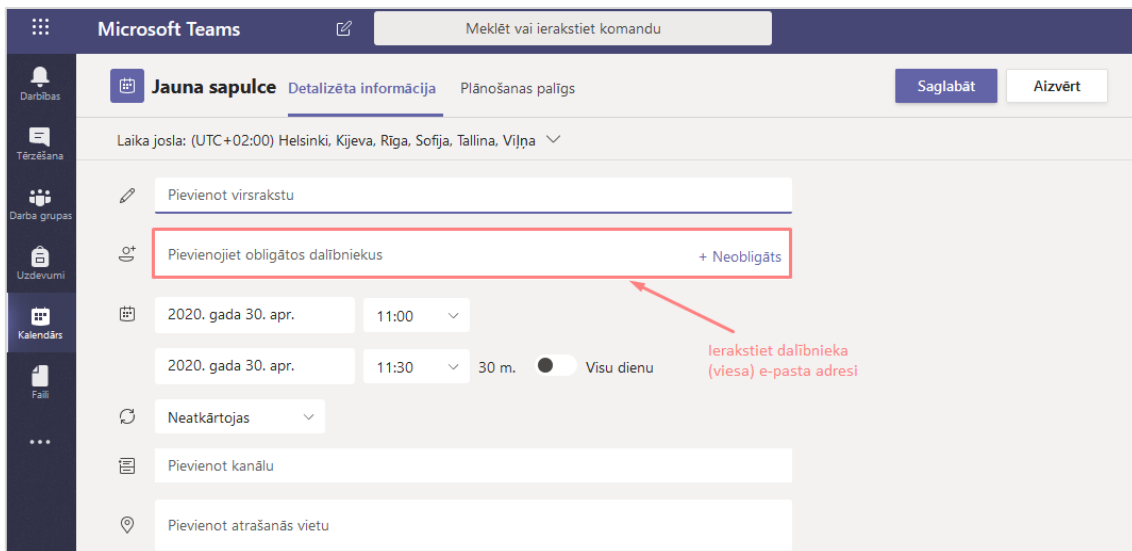 Microsoft Teams
Meklēt vai ierakstiet komandu
Darbības
Tērzēšana
Darba grupas
Uzdevumi
Kalendārs
Faili
Jauna sapulce Detalizēta informācija Plānošanas palīgs
Saglabāt Aizvērt
Laika josla: (UTC+02:00) Helsinki, Kijeva, Rīga, Sofija, Tallina, Viļņa
Pievienot virsrakstu
Pievienojiet obligātos dalībniekus + Neobligāts
2020. gada 30. apr. 11:00
2020. gada 30. apr. 11:30 30 m. Visu dienu
Ierakstiet dalībnieka
(viesa) e-pasta adresi
Neatkārtojas
Pievienot kanālu
Pievienot atrašanās vietu